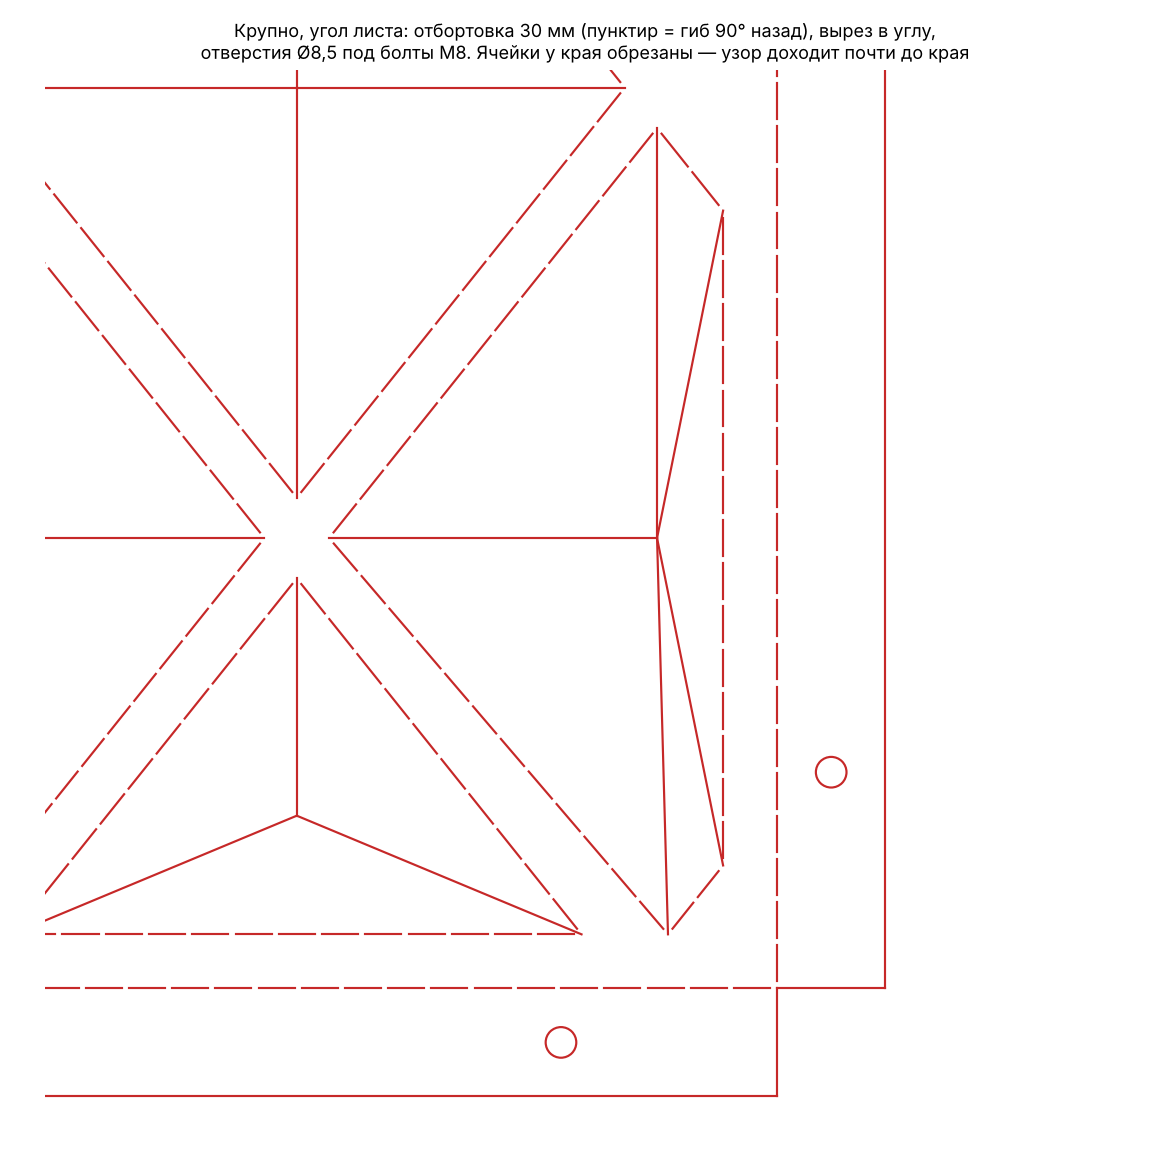 Крупно, угол листа: отбортовка 30 мм (пунктир = гиб 90° назад), вырез в углу,
отверстия Ø8,5 под болты М8. Ячейки у края обрезаны — узор доходит почти до края